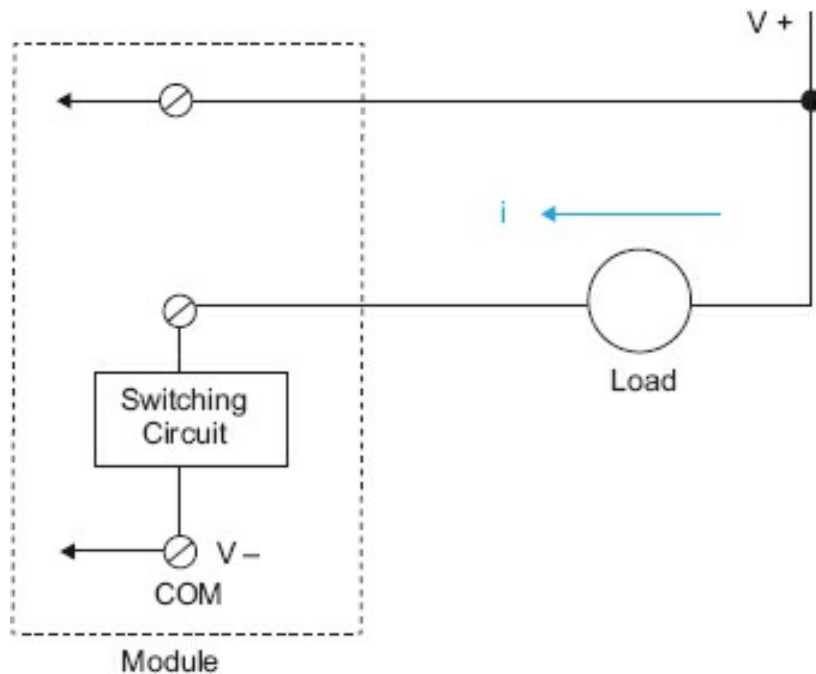 V +
i
Load
Switching
Circuit
V –
COM
Module